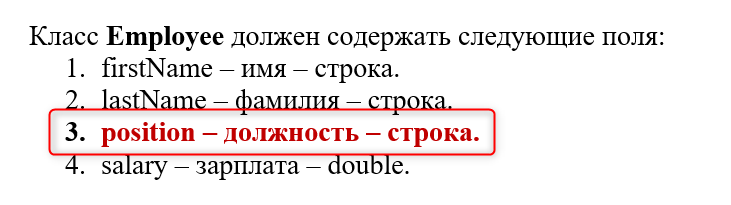 Класс Employee должен содержать следующие поля:
1. firstName – имя – строка.
2. lastName – фамилия – строка.
3. position – должность – строка.
4. salary – зарплата – double.